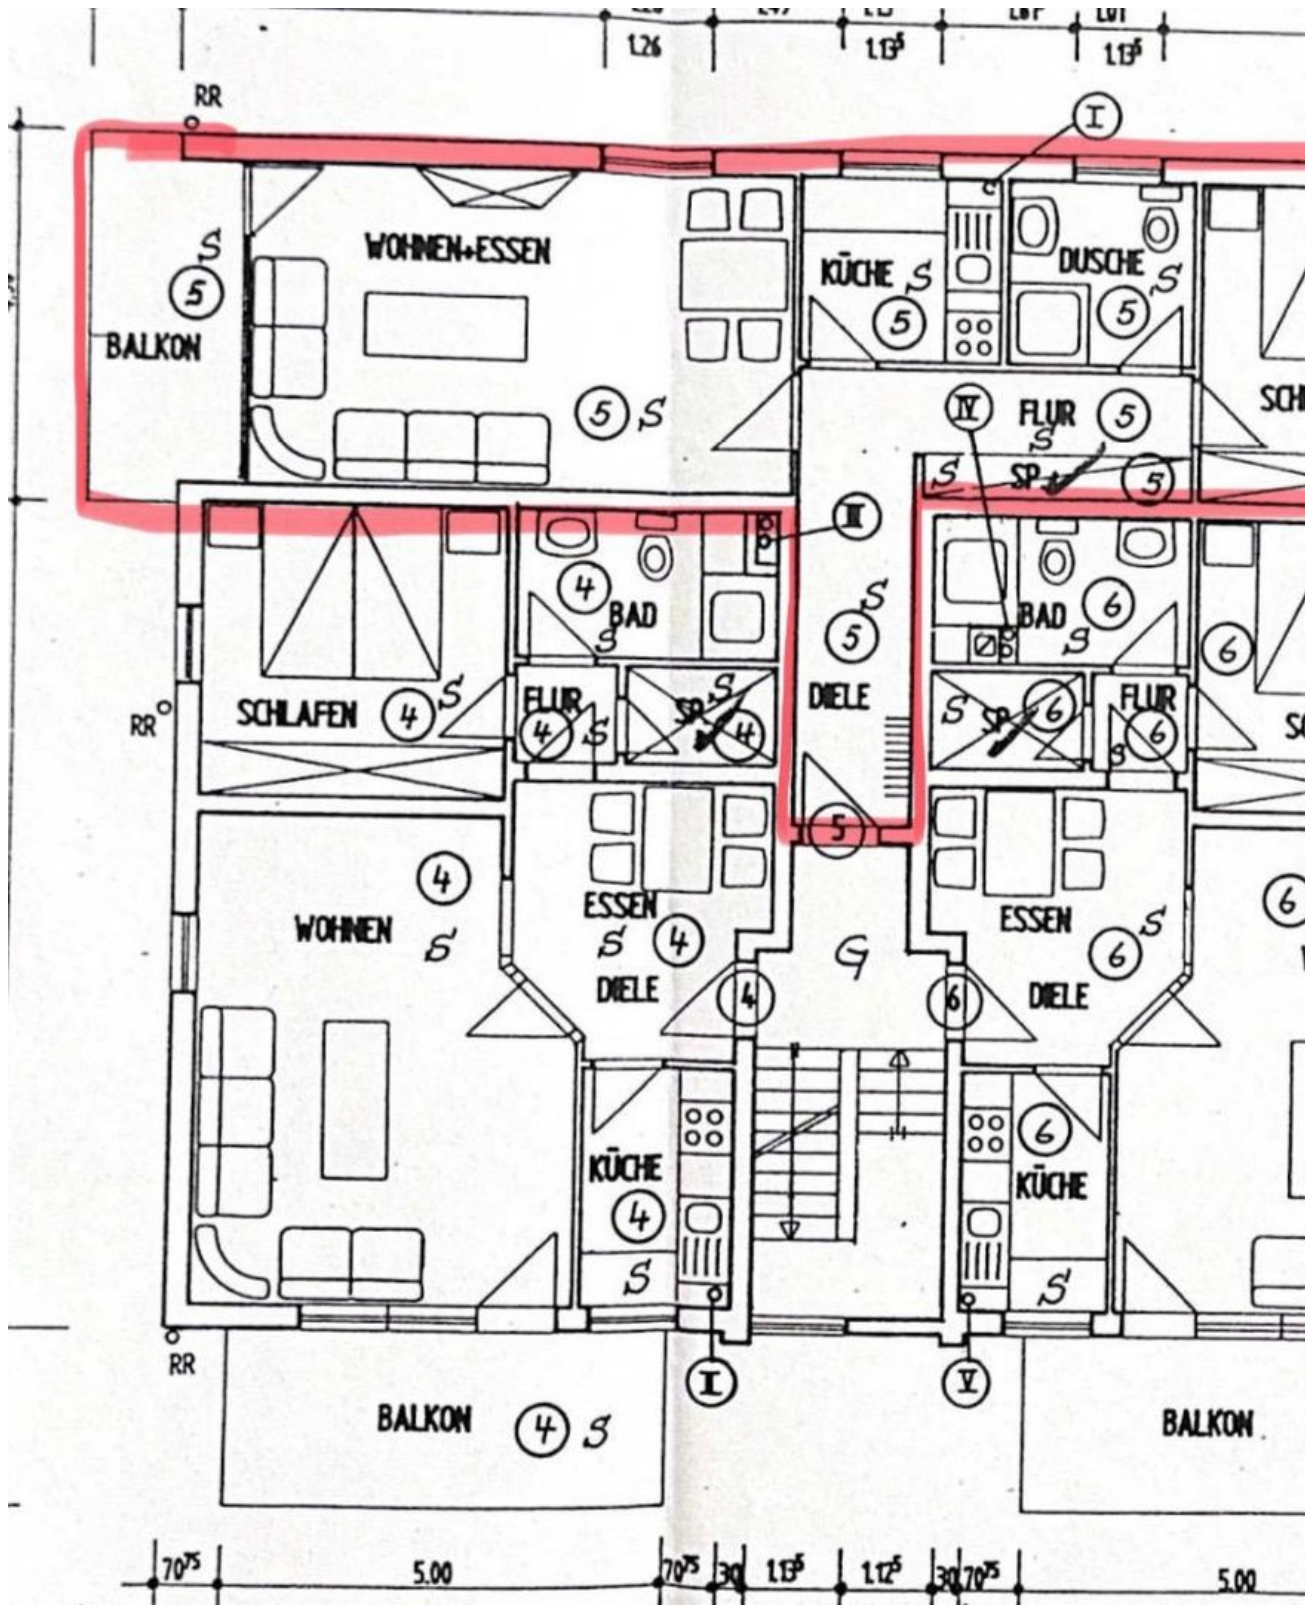 1.26
1.13⁵
1.13⁵
RR
I
WOHNEN+ESSEN
S
5
BALKON
5 S
KÜCHE S
5
DUSCHE S
5
IV
FLUR 5
S
S SP 5
III
4
BAD
S
S
5
DIELE
BAD 6
S
6
RR
SCHLAFEN 4 S
FLUR
4 S
S
SP 4
S SP 6
FLUR
6
S
5
4
WOHNEN
S
ESSEN
S 4
DIELE
4
G
6
ESSEN S
6
DIELE
6
KÜCHE
4
S
6
KÜCHE
S
RR
V
BALKON 4 S
BALKON
70⁷⁵ 5.00 70⁷⁵ 30 1.13⁵ 1.12⁵ 30 70⁷⁵ 5.00